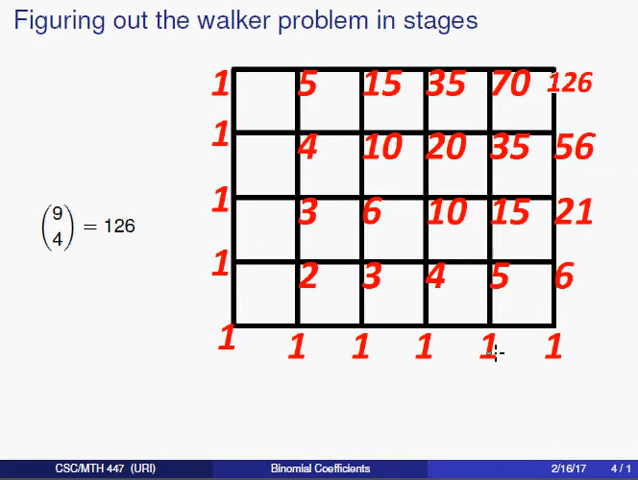 Figuring out the walker problem in stages
1 5 15 35 70 126
1 4 10 20 35 56
1 3 6 10 15 21
(9 4) = 126
1 2 3 4 5 6
1 1 1 1 1 1
CSC/MTH 447 (URI) Binomial Coefficients 2/16/17 4 / 1